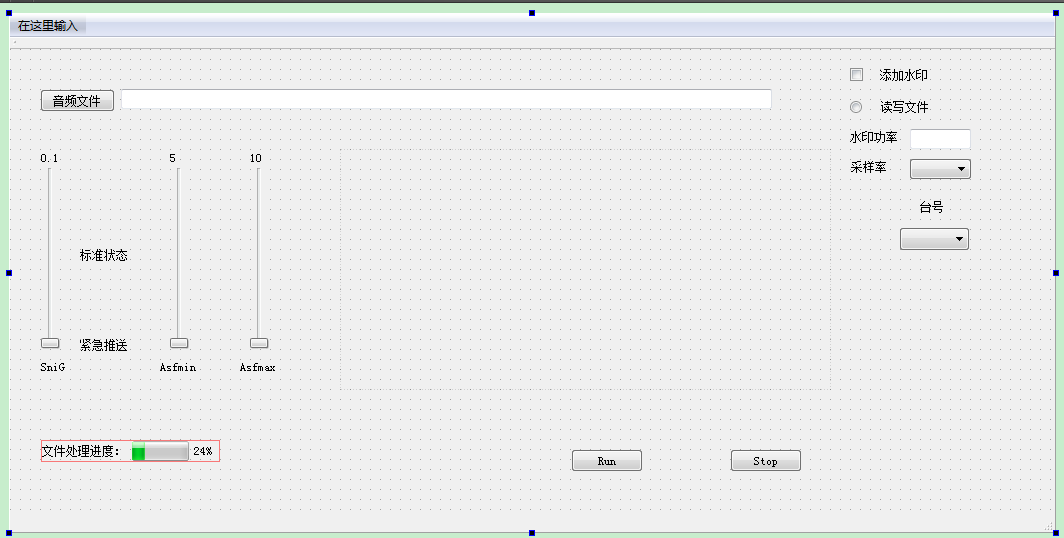 在这里输入
添加水印
音频文件
读写文件
水印功率
0.1 5 10
采样率
台号
标准状态
紧急推送
SniG Asfmin Asfmax
文件处理进度： 24%
Run Stop